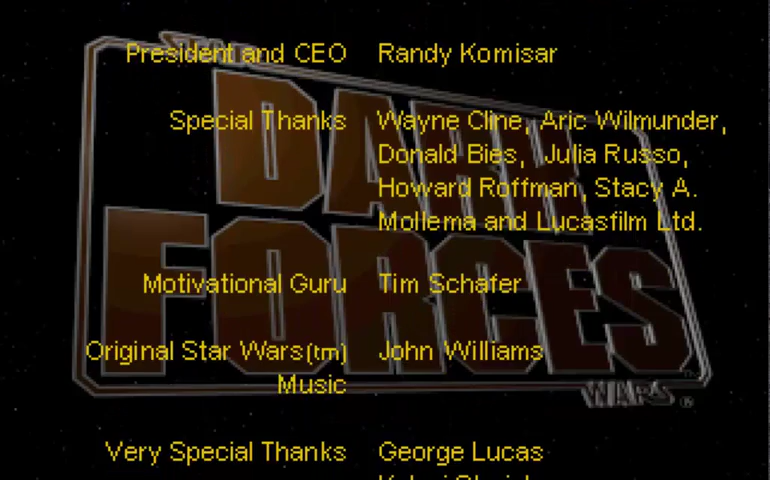 President and CEO Randy Komisar
Special Thanks Wayne Cline, Aric Wilmunder,
Donald Bies, Julia Russo,
Howard Roffman, Stacy A.
Mollema and Lucasfilm Ltd.
Motivational Guru Tim Schafer
Original Star Wars(tm) John Williams
Music
Very Special Thanks George Lucas
DARK
FORCES
WARS ®